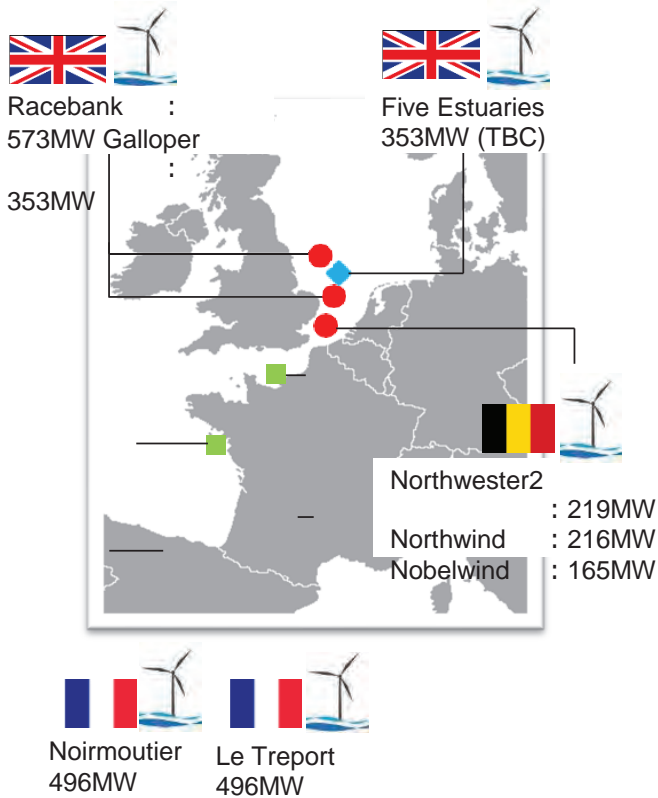 Racebank :
573MW Galloper
:
353MW
Five Estuaries
353MW (TBC)
Northwester2
: 219MW
Northwind : 216MW
Nobelwind : 165MW
Noirmoutier
496MW
Le Treport
496MW